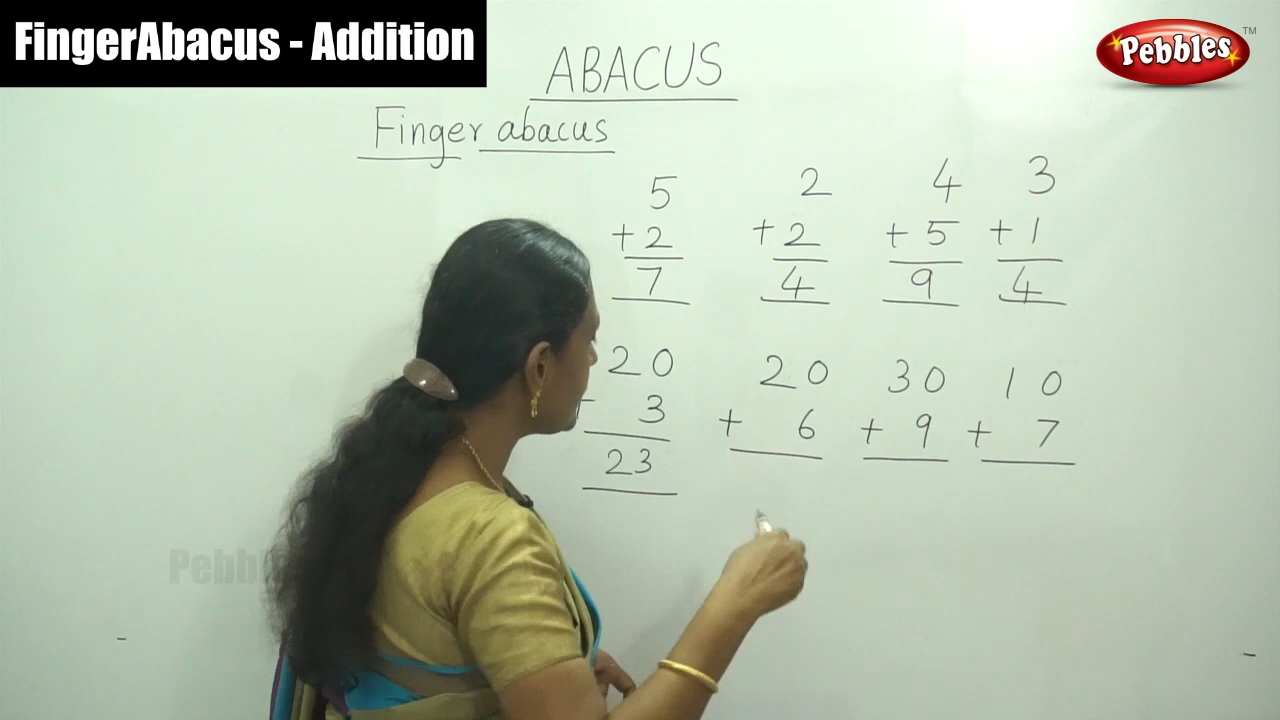 FingerAbacus - Addition
Pebbles TM
ABACUS
Finger abacus
5 2 4 3
+2 +2 +5 +1
7 4 9 4
20 20 30 10
+ 3 + 6 + 9 + 7
23
Pebbl